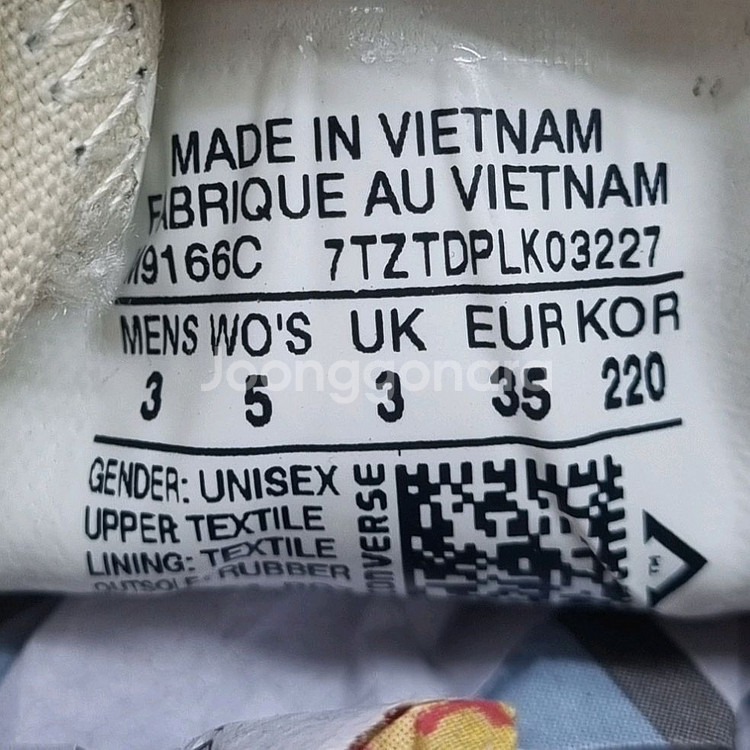 MADE IN VIETNAM
FABRIQUE AU VIETNAM
M9166C 7TZTDPLK03227
MENS WO'S UK EUR KOR
3 5 3 35 220
GENDER: UNISEX
UPPER TEXTILE
LINING: TEXTILE
OUTSOLE: RUBBER
CONVERSE
TM
Joonggonara